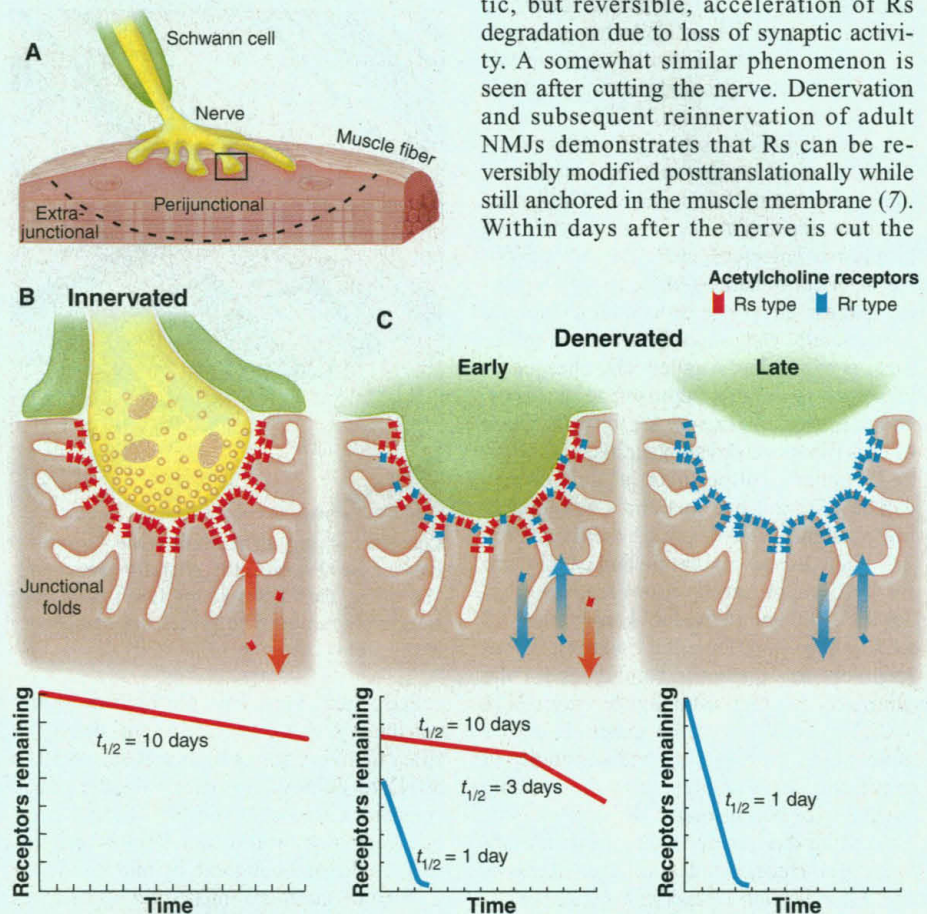 tic, but reversible, acceleration of Rs
degradation due to loss of synaptic activi-
ty. A somewhat similar phenomenon is
seen after cutting the nerve. Denervation
and subsequent reinnervation of adult
NMJs demonstrates that Rs can be re-
versibly modified posttranslationally while
still anchored in the muscle membrane (7).
Within days after the nerve is cut the
A
Schwann cell
Nerve
Muscle fiber
Perijunctional
Extra-
junctional
Acetylcholine receptors
Rs type Rr type
B Innervated
C
Denervated
Early
Late
Junctional
folds
Receptors remaining
t1/2 = 10 days
Time
Receptors remaining
t1/2 = 10 days
t1/2 = 3 days
t1/2 = 1 day
Time
Receptors remaining
t1/2 = 1 day
Time